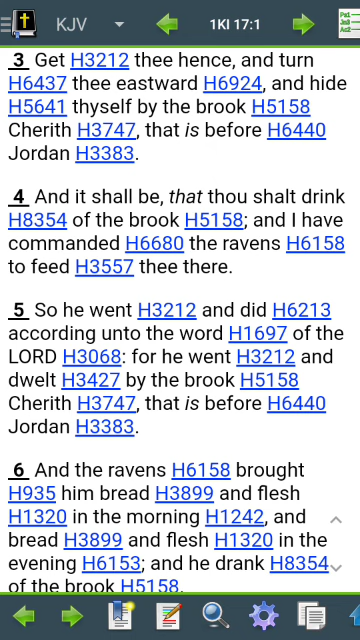 KJV
1KI 17:1
3 Get H3212 thee hence, and turn
H6437 thee eastward H6924, and hide
H5641 thyself by the brook H5158
Cherith H3747, that is before H6440
Jordan H3383.
4 And it shall be, that thou shalt drink
H8354 of the brook H5158; and I have
commanded H6680 the ravens H6158
to feed H3557 thee there.
5 So he went H3212 and did H6213
according unto the word H1697 of the
LORD H3068: for he went H3212 and
dwelt H3427 by the brook H5158
Cherith H3747, that is before H6440
Jordan H3383.
6 And the ravens H6158 brought
H935 him bread H3899 and flesh
H1320 in the morning H1242, and
bread H3899 and flesh H1320 in the
evening H6153; and he drank H8354
of the brook H5158.